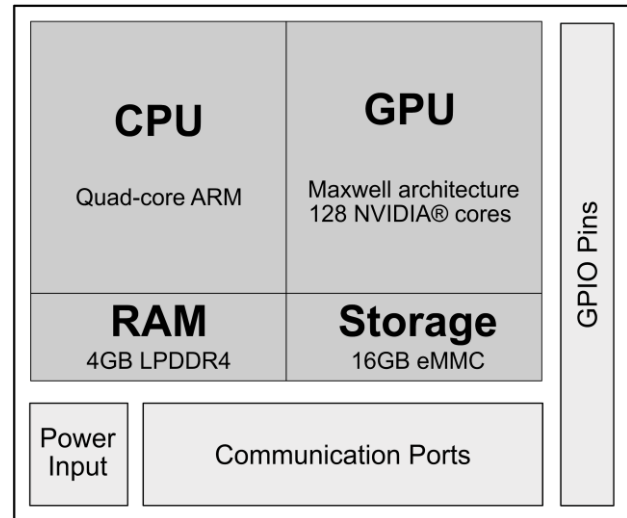 CPU
Quad-core ARM
GPU
Maxwell architecture
128 NVIDIA® cores
RAM
4GB LPDDR4
Storage
16GB eMMC
GPIO Pins
Power
Input
Communication Ports